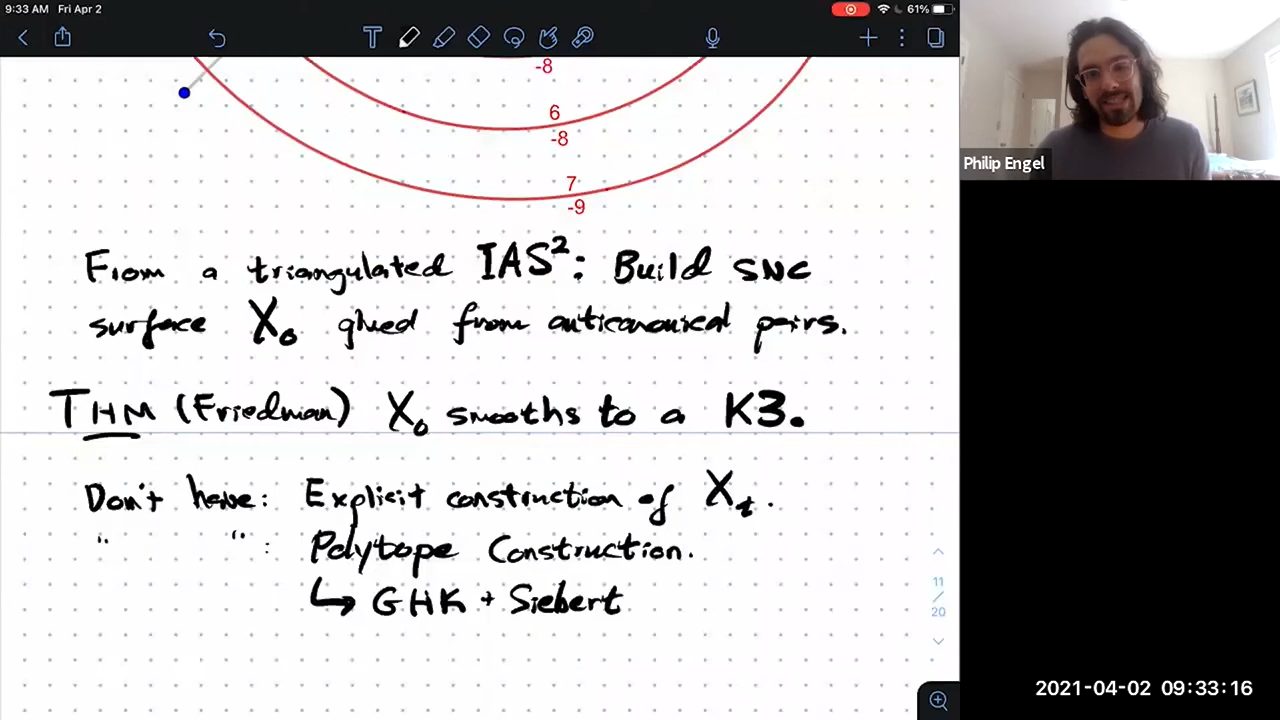 9:33 AM Fri Apr 2
61%
T
-8
6
-8
7
-9
Philip Engel
From a triangulated IAS²: Build SNC
surface X₀ glued from anticanonical pairs.
THM (Friedman) X₀ smooths to a K3.
Don't have: Explicit construction of Xₜ.
" " : Polytope Construction.
↳ GHK + Siebert
11
/
20
2021-04-02 09:33:16